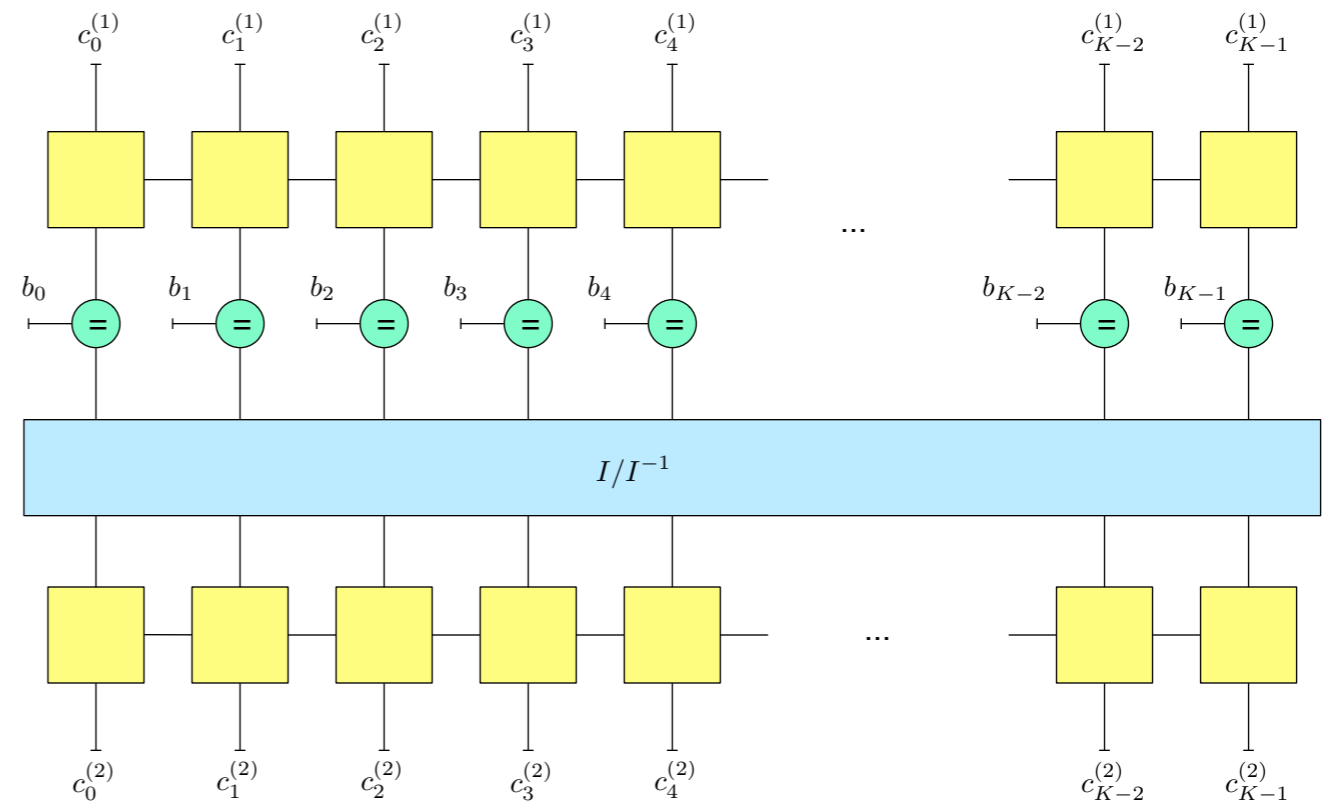 c_0^{(1)} c_1^{(1)} c_2^{(1)} c_3^{(1)} c_4^{(1)} c_{K-2}^{(1)} c_{K-1}^{(1)}
...
b_0 b_1 b_2 b_3 b_4 b_{K-2} b_{K-1}
= = = = = = =
I/I^{-1}
...
c_0^{(2)} c_1^{(2)} c_2^{(2)} c_3^{(2)} c_4^{(2)} c_{K-2}^{(2)} c_{K-1}^{(2)}